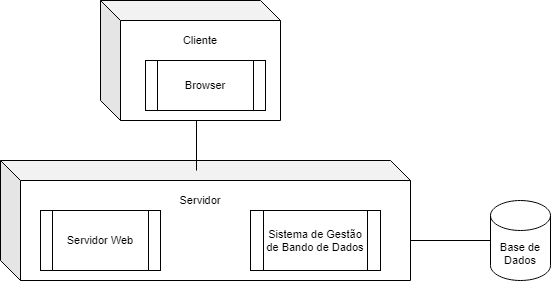 Cliente
Browser
Servidor
Servidor Web
Sistema de Gestão
de Bando de Dados
Base de
Dados